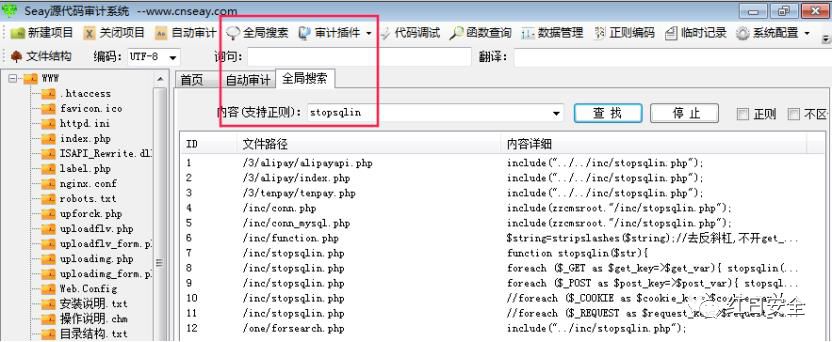 Seay源代码审计系统 --www.cnseay.com
新建项目 关闭项目 自动审计 全局搜索 审计插件 代码调试 函数查询 数据管理 正则编码 临时记录 系统配置
文件结构 编码: UTF-8 词句: 翻译:
WWW
.htaccess
favicon.ico
httpd.ini
index.php
ISAPI_Rewrite.dl
label.php
nginx.conf
robots.txt
upforck.php
uploadflv.php
uploadflv_form.p
uploadimg.php
uploadimg_form.p
Web.Config
安装说明.txt
操作说明.chm
目录结构.txt
首页 自动审计 全局搜索
内容(支持正则): stopsqlin 查 找 停 止 正则 不区
ID 文件路径 内容详细
1 /3/alipay/alipayapi.php include("../../inc/stopsqlin.php");
2 /3/alipay/index.php include("../../inc/stopsqlin.php");
3 /3/tenpay/tenpay.php include("../../inc/stopsqlin.php");
4 /inc/conn.php include(zzcmsroot."/inc/stopsqlin.php");
5 /inc/conn_mysql.php include(zzcmsroot."/inc/stopsqlin.php");
6 /inc/function.php $string=stripslashes($string);//去反斜杠,不开get_...
7 /inc/stopsqlin.php function stopsqlin($str){
8 /inc/stopsqlin.php foreach ($_GET as $get_key=>$get_var){ stopsqlin(...
9 /inc/stopsqlin.php foreach ($_POST as $post_key=>$post_var){ stopsql...
10 /inc/stopsqlin.php //foreach ($_COOKIE as $cookie_k
11 /inc/stopsqlin.php //foreach ($_REQUEST as $request_k
12 /one/forsearch.php include("../inc/stopsqlin.php");
红日安全